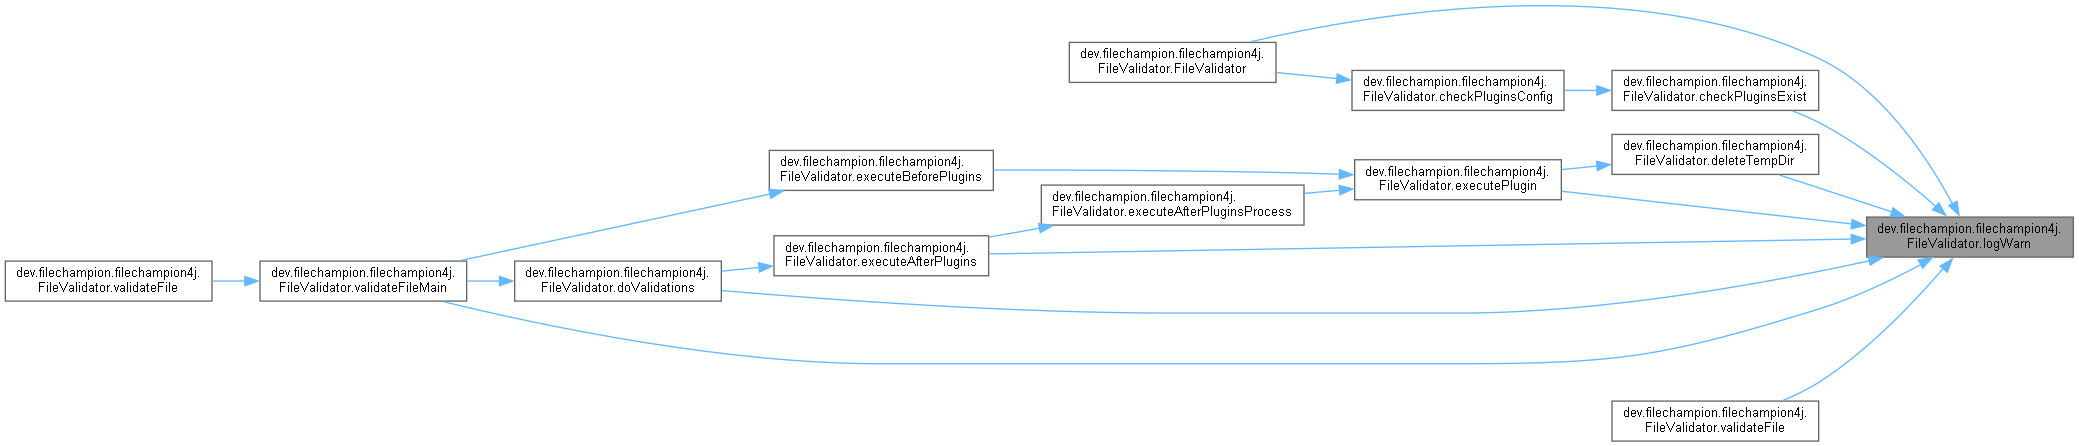 dev.filechampion.filechampion4j.
FileValidator.FileValidator
dev.filechampion.filechampion4j.
FileValidator.checkPluginsConfig
dev.filechampion.filechampion4j.
FileValidator.checkPluginsExist
dev.filechampion.filechampion4j.
FileValidator.deleteTempDir
dev.filechampion.filechampion4j.
FileValidator.executeBeforePlugins
dev.filechampion.filechampion4j.
FileValidator.executePlugin
dev.filechampion.filechampion4j.
FileValidator.executeAfterPluginsProcess
dev.filechampion.filechampion4j.
FileValidator.logWarn
dev.filechampion.filechampion4j.
FileValidator.executeAfterPlugins
dev.filechampion.filechampion4j.
FileValidator.validateFile
dev.filechampion.filechampion4j.
FileValidator.validateFileMain
dev.filechampion.filechampion4j.
FileValidator.doValidations
dev.filechampion.filechampion4j.
FileValidator.validateFile